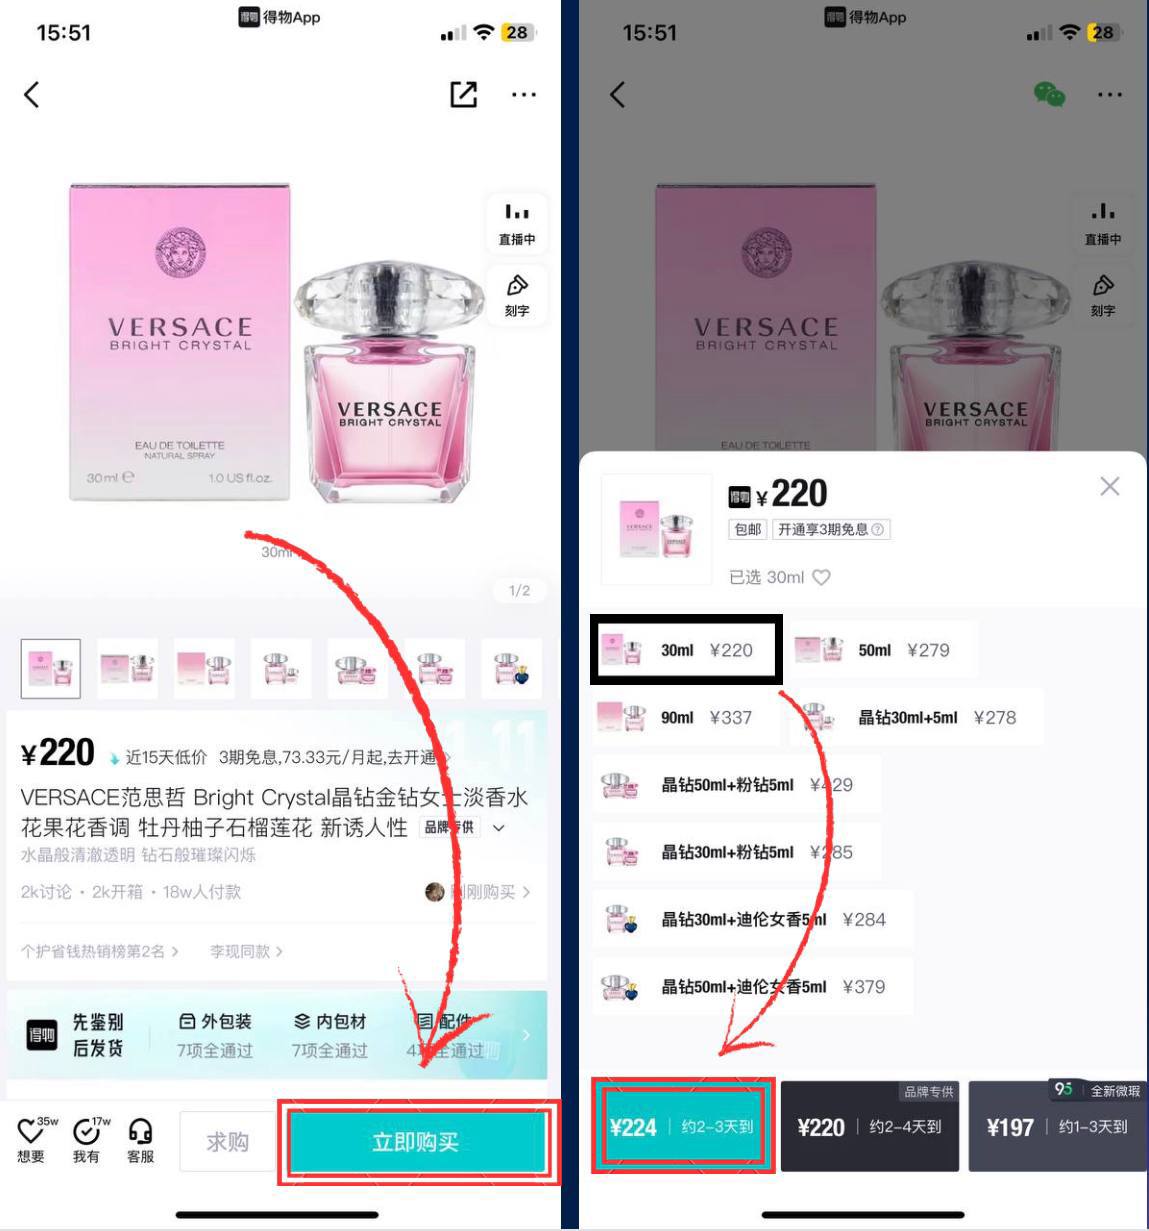 得物App
15:51
28
直播中
刻字
VERSACE
BRIGHT CRYSTAL
EAU DE TOILETTE
NATURAL SPRAY
30ml ℮ 1.0 US fl.oz.
VERSACE
BRIGHT CRYSTAL
30ml
1/2
¥220 近15天低价 3期免息,73.33元/月起,去开通
VERSACE范思哲 Bright Crystal晶钻金钻女士淡香水
花果花香调 牡丹柚子石榴莲花 新诱人性 品牌专供
水晶般清澈透明 钻石般璀璨闪烁
2k讨论・2k开箱・18w人付款 刚刚购买
个护省钱热销榜第2名 李现同款
得物 先鉴别 外包装 内包材 配件
后发货 7项全通过 7项全通过 4项全通过
35w 17w
想要 我有 客服 求购 立即购买
得物App
15:51
28
直播中
刻字
VERSACE
BRIGHT CRYSTAL
EAU DE TOILETTE
VERSACE
BRIGHT CRYSTAL
得物 ¥220
包邮 开通享3期免息
已选 30ml
30ml ¥220 50ml ¥279
90ml ¥337 晶钻30ml+5ml ¥278
晶钻50ml+粉钻5ml ¥429
晶钻30ml+粉钻5ml ¥285
晶钻30ml+迪伦女香5ml ¥284
晶钻50ml+迪伦女香5ml ¥379
品牌专供 95 全新微瑕
¥224 约2-3天到 ¥220 约2-4天到 ¥197 约1-3天到